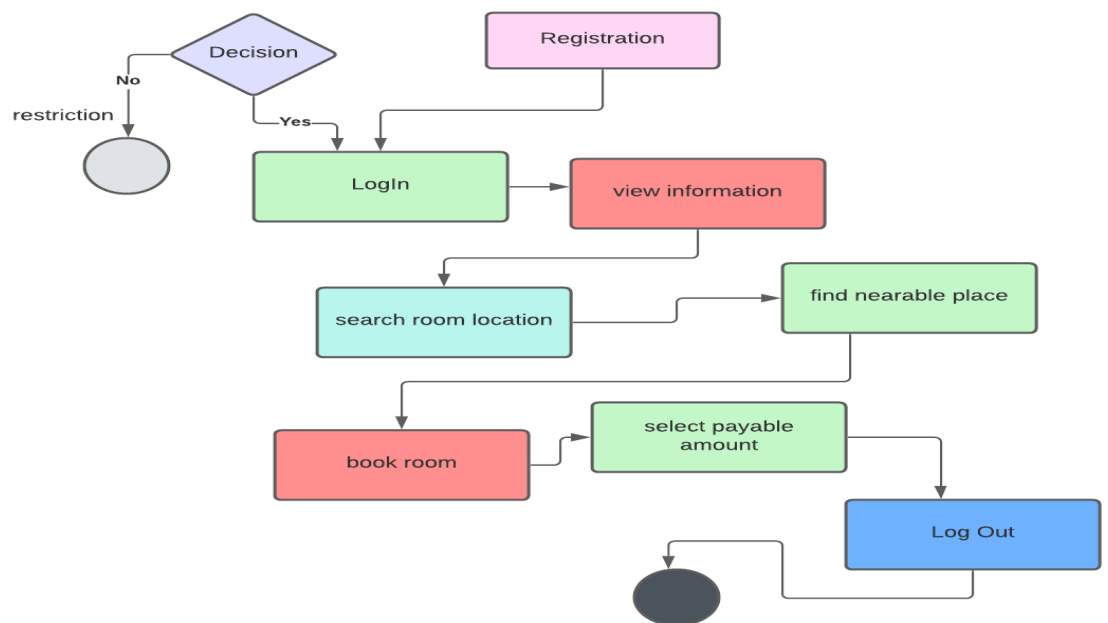 Decision
Registration
No
restriction
Yes
LogIn
view information
search room location
find nearable place
book room
select payable
amount
Log Out